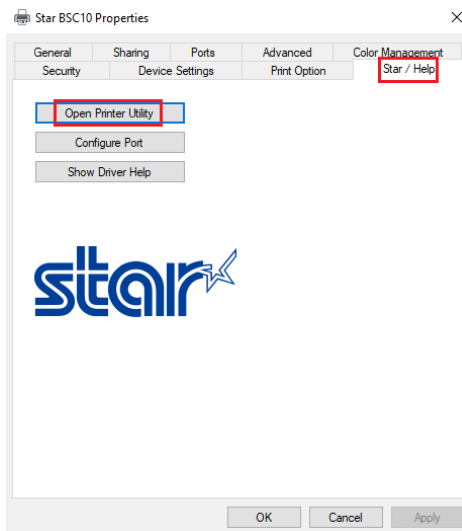 Star BSC10 Properties
General Sharing Ports Advanced Color Management
Security Device Settings Print Option Star / Help
Open Printer Utility
Configure Port
Show Driver Help
star
OK Cancel Apply